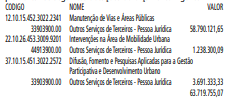 CODIGO NOME VALOR
12.10.15.452.3022.2341 Manutenção de Vias e Áreas Públicas
33903900.00 Outros Serviços de Terceiros - Pessoa Jurídica 58.790.121,65
22.10.26.453.3009.9201 Intervenções na Área de Mobilidade Urbana
44913900.00 Outros Serviços de Terceiros - Pessoa Jurídica 1.238.300,09
37.10.15.451.3022.2572 Difusão, Fomento e Pesquisas Aplicadas para a Gestão
Participativa e Desenvolvimento Urbano
33903900.00 Outros Serviços de Terceiros - Pessoa Jurídica 3.691.333,33
63.719.755,07